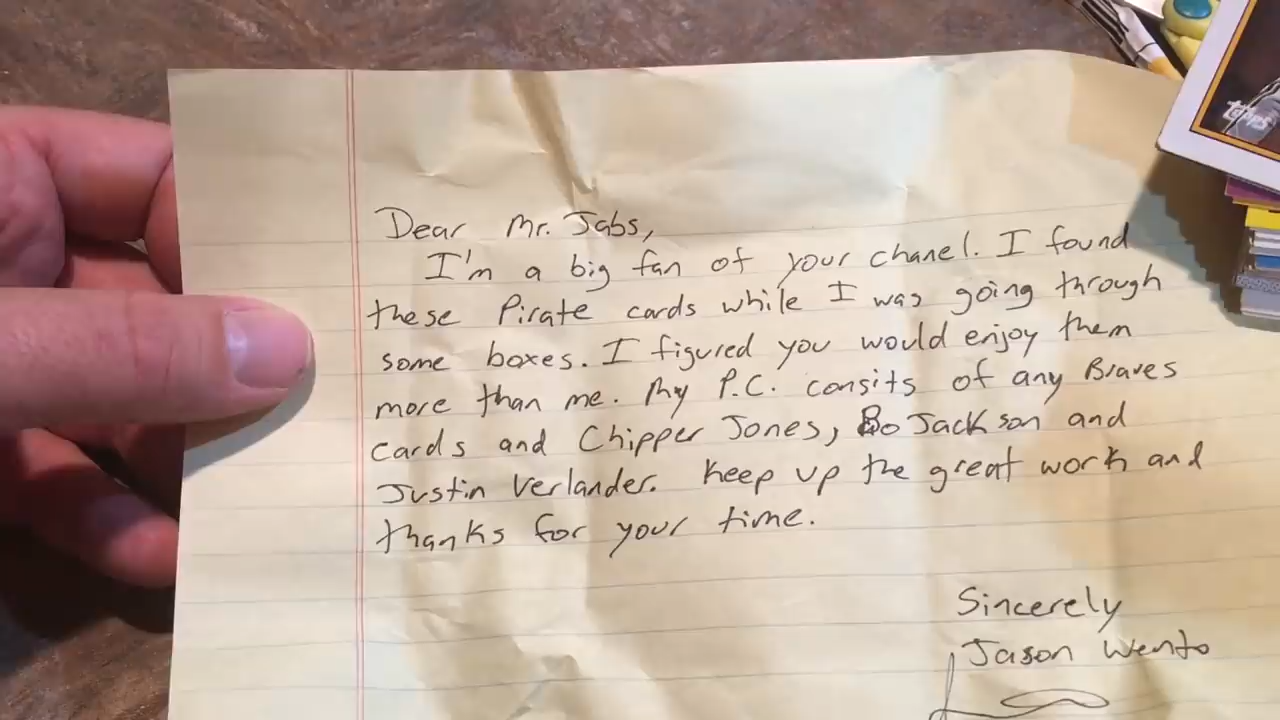 Dear Mr. Jabs,
I'm a big fan of your chanel. I found
these Pirate cards while I was going through
some boxes. I figured you would enjoy them
more than me. My P.C. consits of any Braves
cards and Chipper Jones, Bo Jackson and
Justin Verlander. Keep up the great work and
thanks for your time.
Sincerely
Jason Wento
Topps